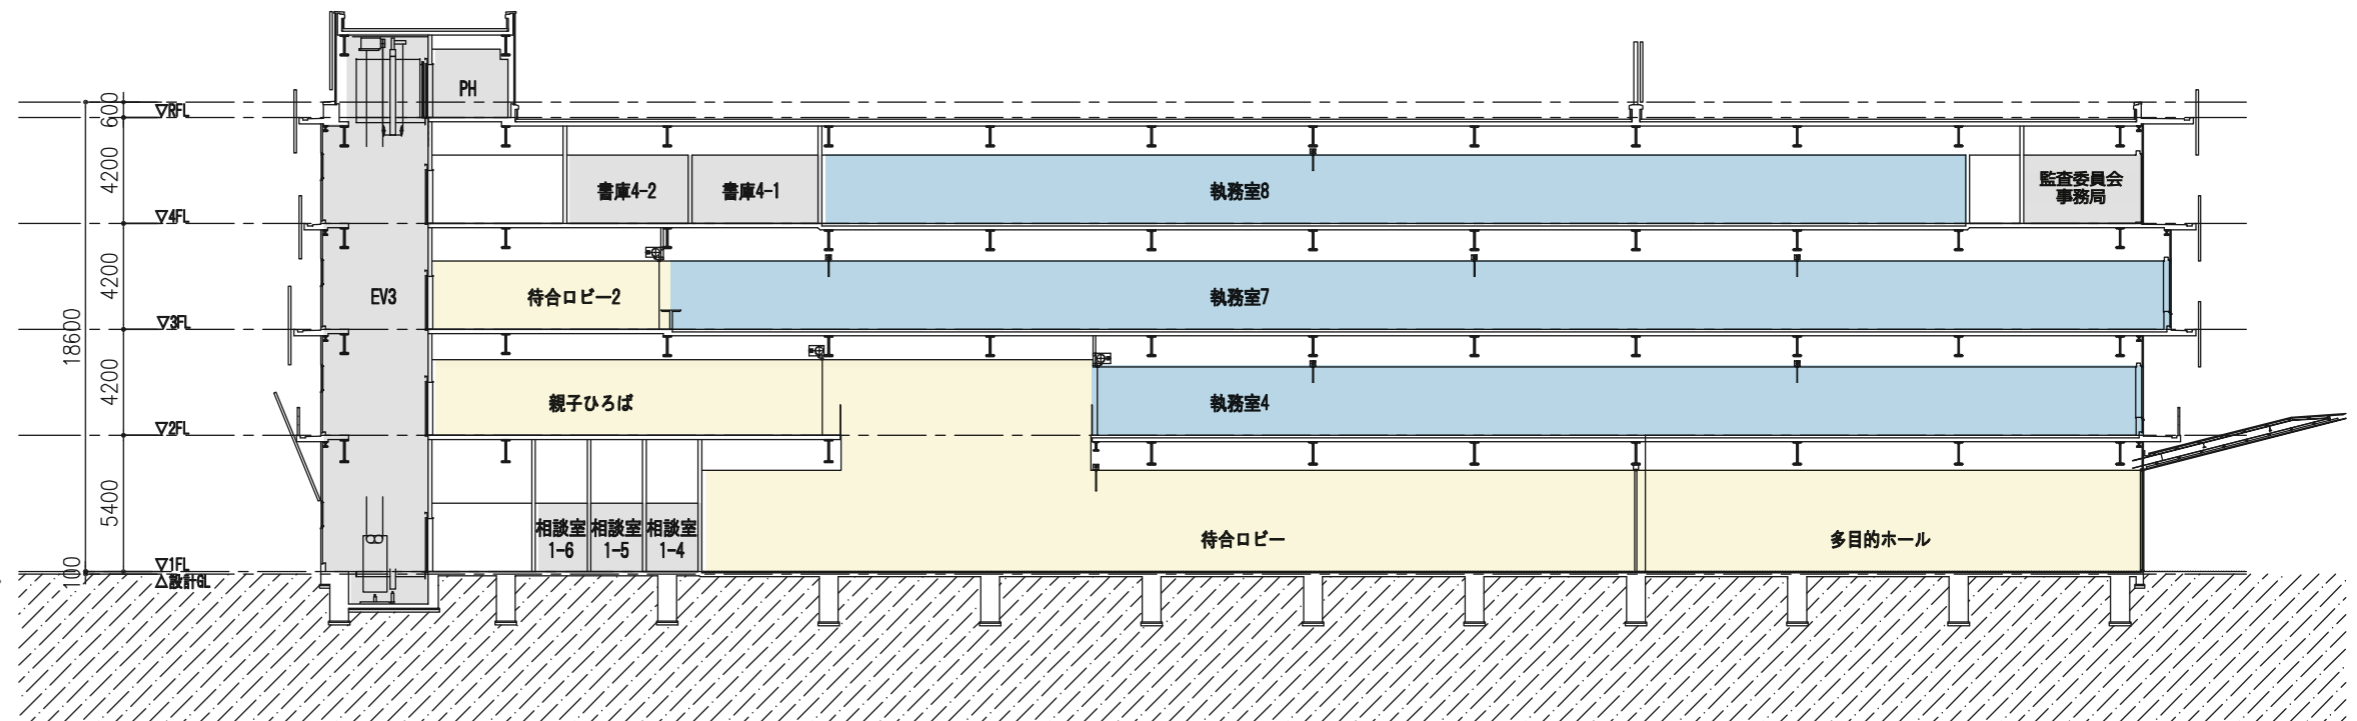 PH
600
▽RFL
4200
書庫4-2
書庫4-1
執務室8
監査委員会
事務局
▽4FL
4200
EV3
待合ロビー2
執務室7
▽3FL
18600
4200
親子ひろば
執務室4
▽2FL
5400
相談室
1-6
相談室
1-5
相談室
1-4
待合ロビー
多目的ホール
▽1FL
△設計GL
100